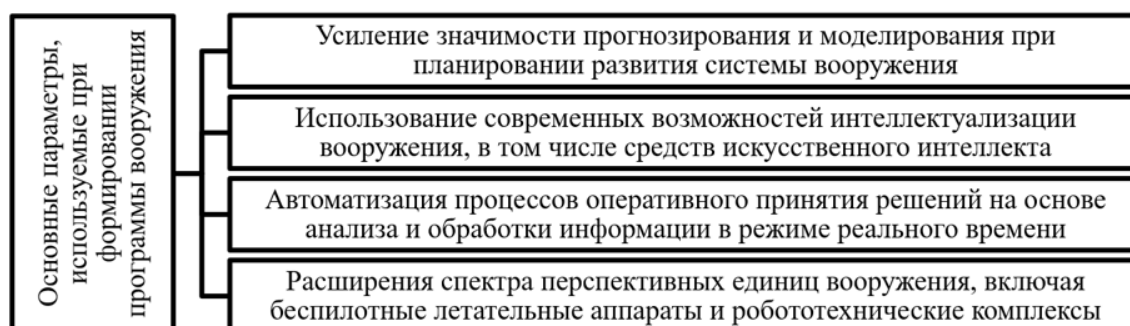 Основные параметры,
используемые при
формировании
программы вооружения
Усиление значимости прогнозирования и моделирования при
планировании развития системы вооружения
Использование современных возможностей интеллектуализации
вооружения, в том числе средств искусственного интеллекта
Автоматизация процессов оперативного принятия решений на основе
анализа и обработки информации в режиме реального времени
Расширения спектра перспективных единиц вооружения, включая
беспилотные летательные аппараты и робототехнические комплексы